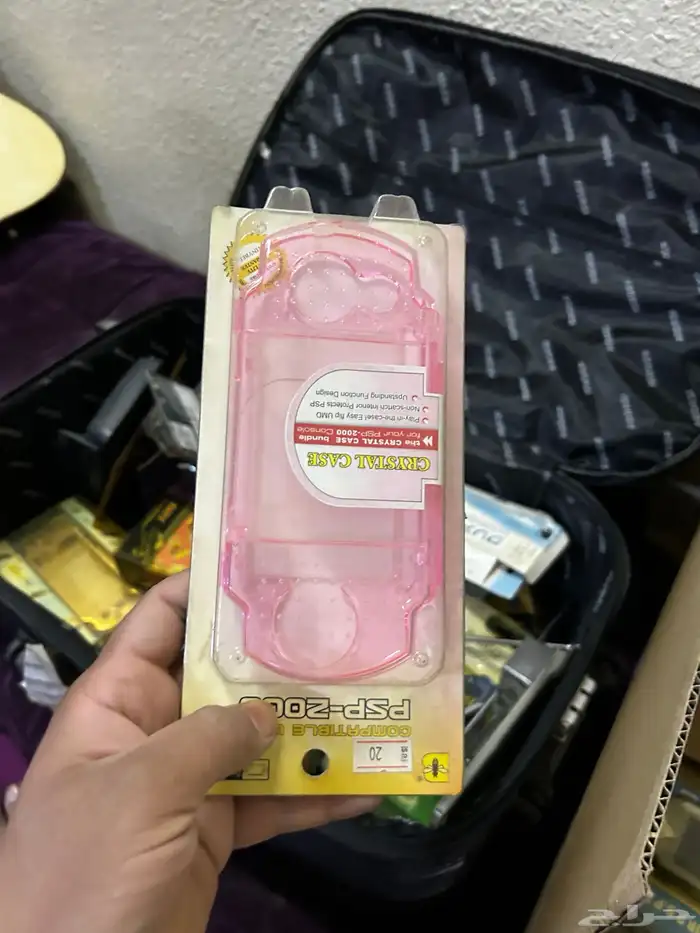 COMPATIBLE
PSP-2000
CRYSTAL CASE
the CRYSTAL CASE bundle
for your PSP-2000 Console
Play-in-the-case! Easy flip UMD
Non-scratch Interior Protects PSP
Upstanding Function Design
20
حراج